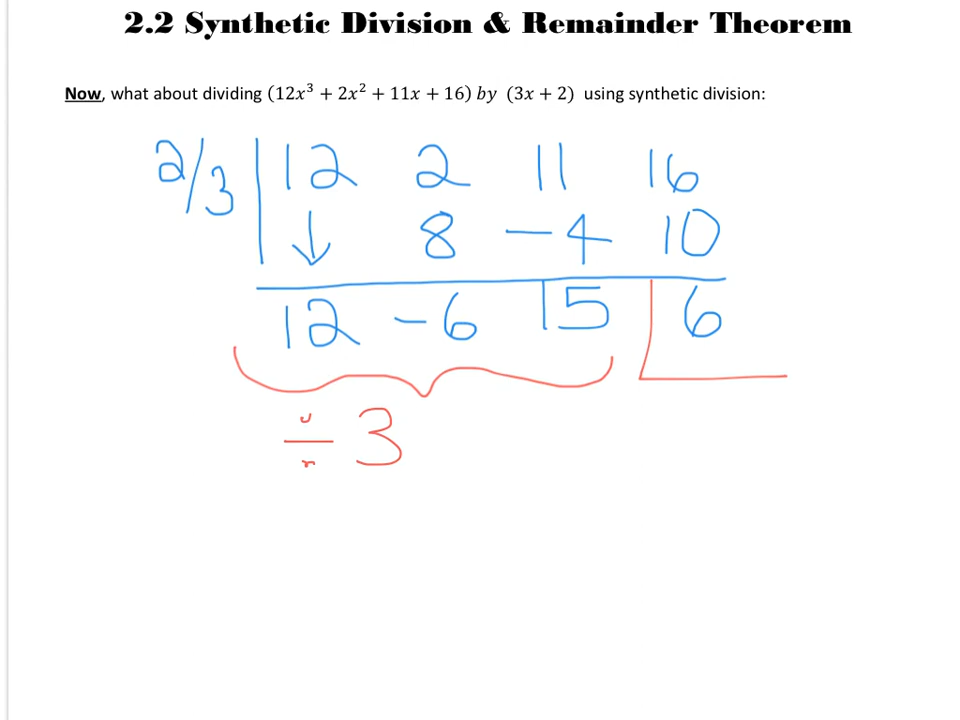 2.2 Synthetic Division & Remainder Theorem
Now, what about dividing (12x³ + 2x² + 11x + 16) by (3x + 2) using synthetic division:
2/3 | 12 2 11 16
↓ 8 -4 10
12 -6 15 6
÷ 3